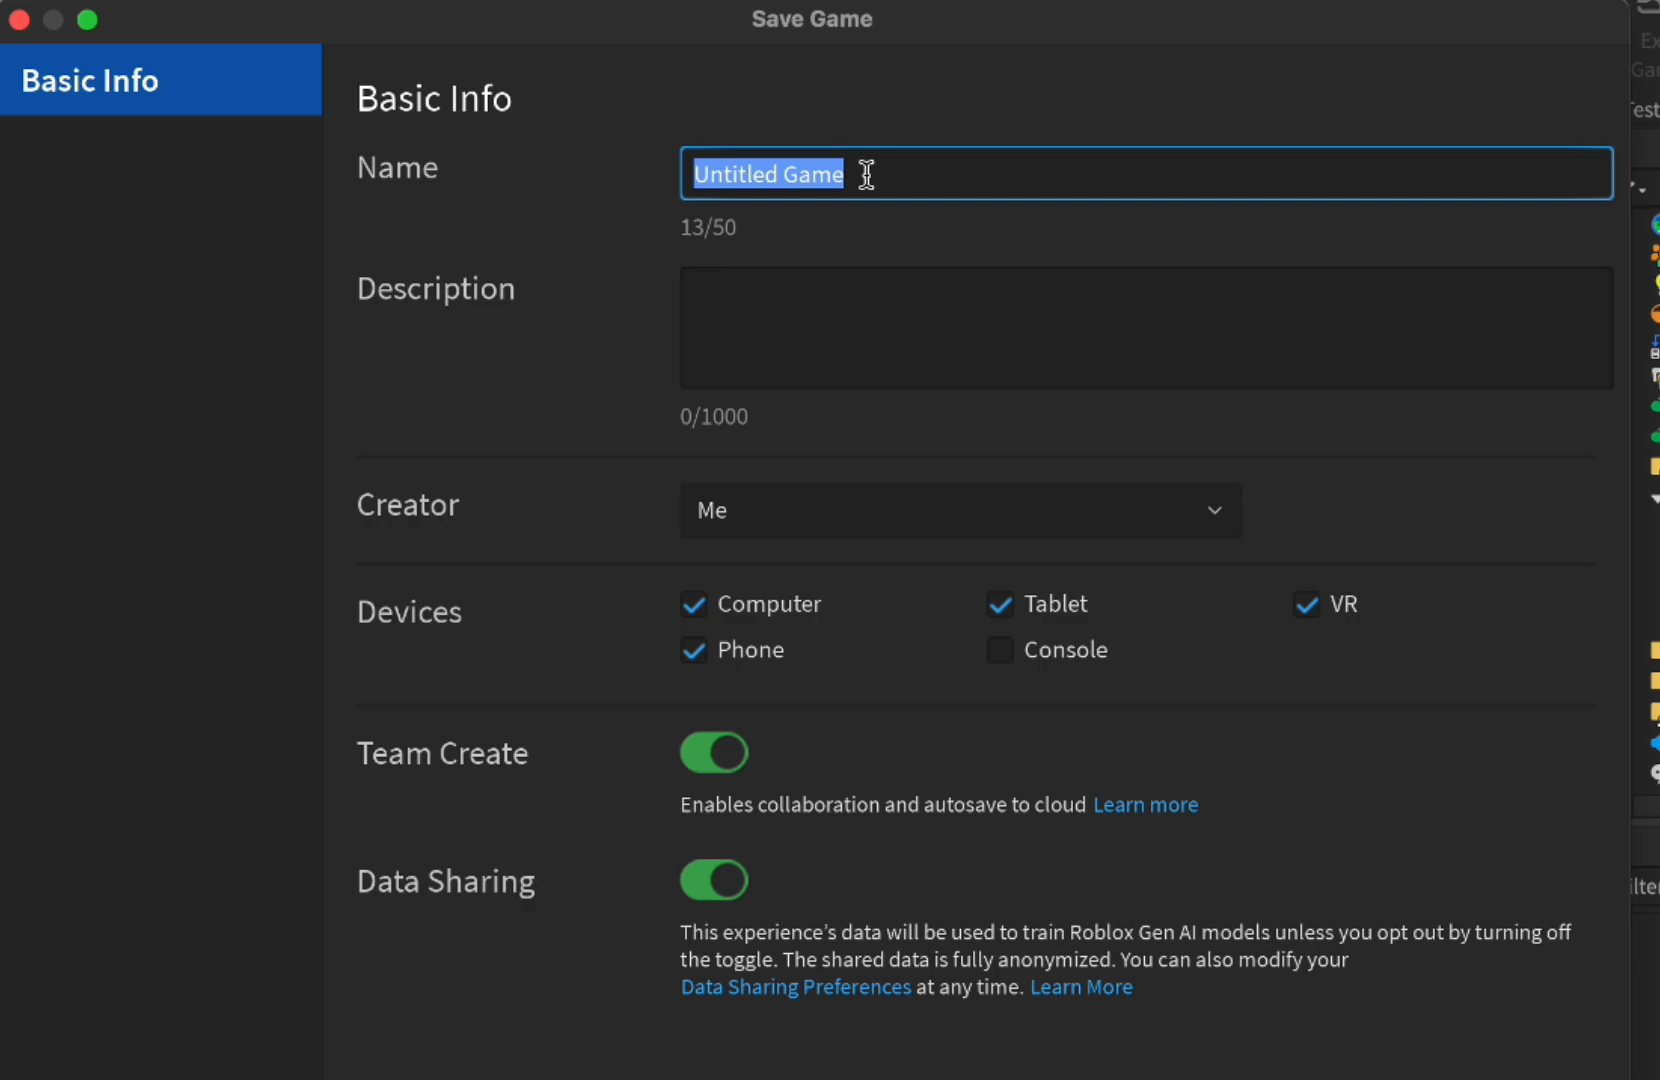 Save Game
Basic Info
Basic Info
Name
Untitled Game
13/50
Description
0/1000
Creator
Me
Devices
Computer
Tablet
VR
Phone
Console
Team Create
Enables collaboration and autosave to cloud Learn more
Data Sharing
This experience's data will be used to train Roblox Gen AI models unless you opt out by turning off
the toggle. The shared data is fully anonymized. You can also modify your
Data Sharing Preferences at any time. Learn More